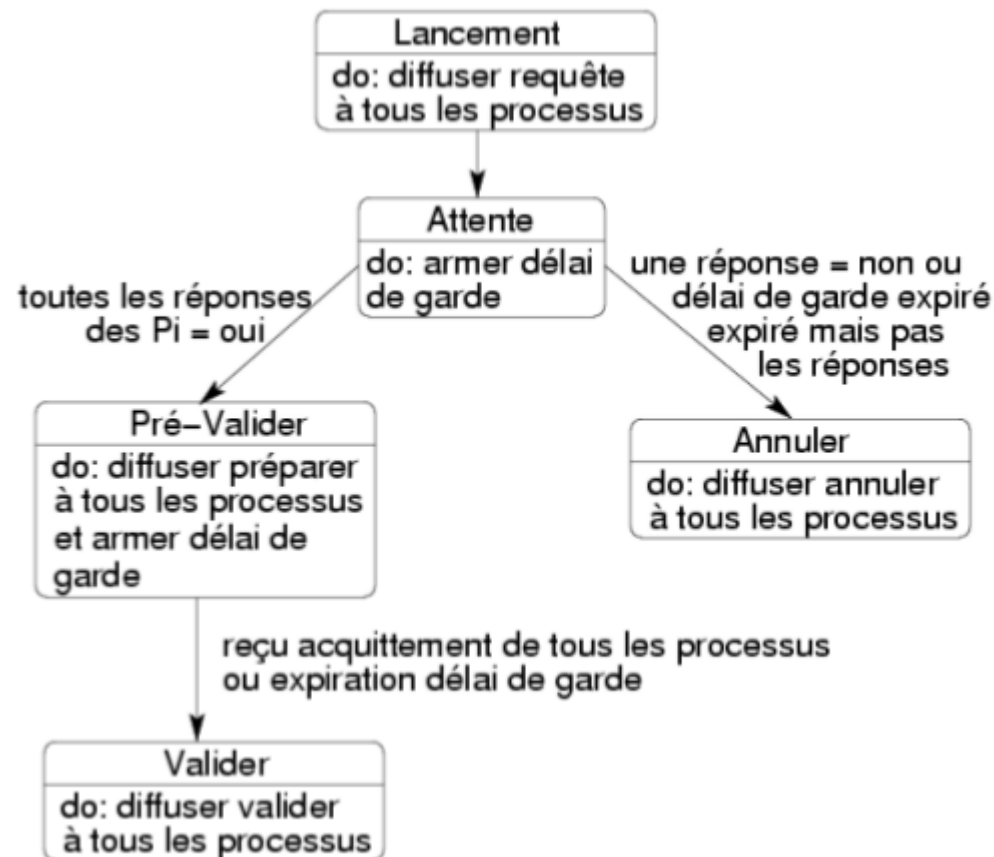 Lancement
do: diffuser requête
à tous les processus
Attente
do: armer délai
de garde
toutes les réponses
des Pi = oui
une réponse = non ou
délai de garde expiré
expiré mais pas
les réponses
Pré-Valider
do: diffuser préparer
à tous les processus
et armer délai de
garde
Annuler
do: diffuser annuler
à tous les processus
reçu acquittement de tous les processus
ou expiration délai de garde
Valider
do: diffuser valider
à tous les processus